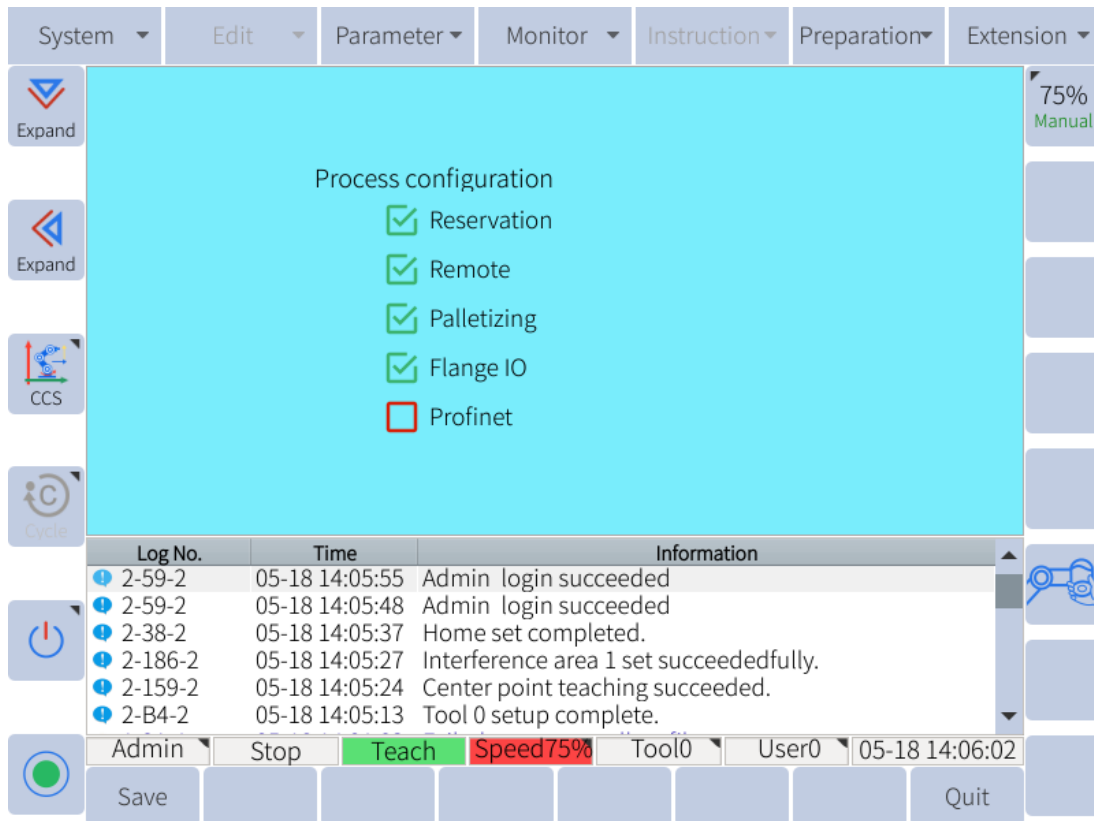 System Edit Parameter Monitor Instruction Preparation Extension
Expand
75%
Manual
Process configuration
Reservation
Remote
Palletizing
Flange IO
Profinet
Expand
CCS
Cycle
Log No. Time Information
2-59-2 05-18 14:05:55 Admin login succeeded
2-59-2 05-18 14:05:48 Admin login succeeded
2-38-2 05-18 14:05:37 Home set completed.
2-186-2 05-18 14:05:27 Interference area 1 set succeededfully.
2-159-2 05-18 14:05:24 Center point teaching succeeded.
2-B4-2 05-18 14:05:13 Tool 0 setup complete.
Admin Stop Teach Speed75% Tool0 User0 05-18 14:06:02
Save Quit